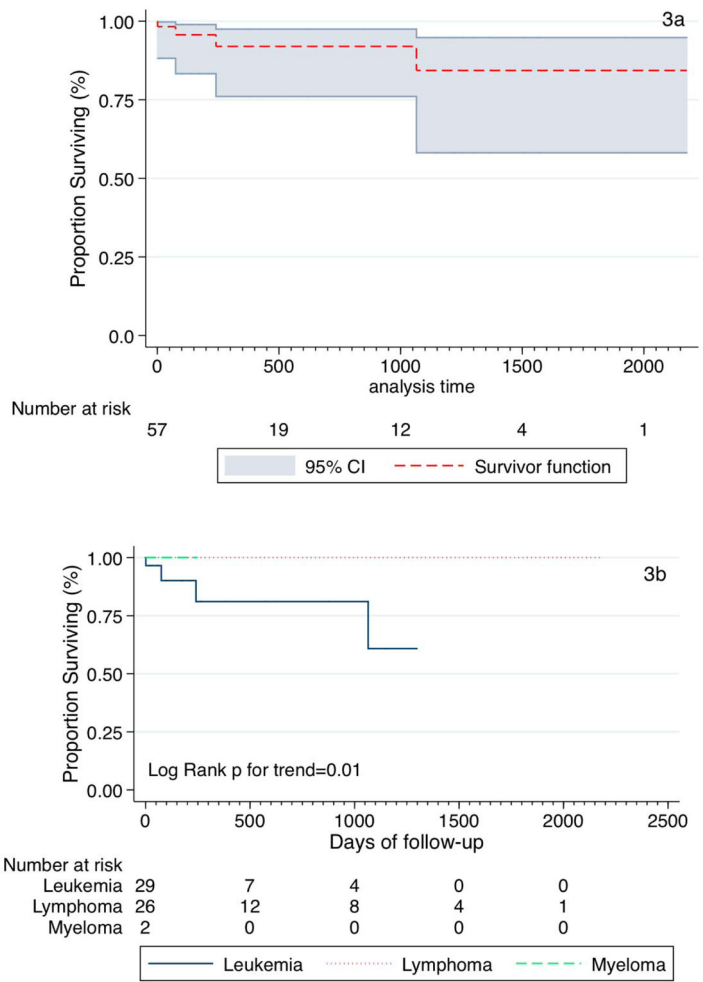 3a
Proportion Surviving (%)
1.00
0.75
0.50
0.25
0.0
0 500 1000 1500 2000
analysis time
Number at risk
57 19 12 4 1
95% CI Survivor function
3b
Proportion Surviving (%)
1.00
0.75
0.50
0.25
0.00
Log Rank p for trend=0.01
0 500 1000 1500 2000 2500
Days of follow-up
Number at risk
Leukemia 29 7 4 0 0
Lymphoma 26 12 8 4 1
Myeloma 2 0 0 0 0
Leukemia Lymphoma Myeloma